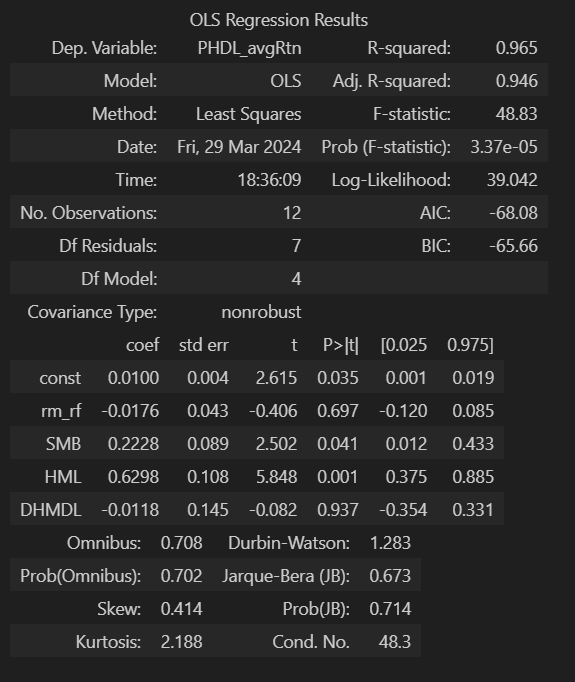 OLS Regression Results
Dep. Variable: PHDL_avgRtn R-squared: 0.965
Model: OLS Adj. R-squared: 0.946
Method: Least Squares F-statistic: 48.83
Date: Fri, 29 Mar 2024 Prob (F-statistic): 3.37e-05
Time: 18:36:09 Log-Likelihood: 39.042
No. Observations: 12 AIC: -68.08
Df Residuals: 7 BIC: -65.66
Df Model: 4
Covariance Type: nonrobust
coef std err t P>|t| [0.025 0.975]
const 0.0100 0.004 2.615 0.035 0.001 0.019
rm_rf -0.0176 0.043 -0.406 0.697 -0.120 0.085
SMB 0.2228 0.089 2.502 0.041 0.012 0.433
HML 0.6298 0.108 5.848 0.001 0.375 0.885
DHMDL -0.0118 0.145 -0.082 0.937 -0.354 0.331
Omnibus: 0.708 Durbin-Watson: 1.283
Prob(Omnibus): 0.702 Jarque-Bera (JB): 0.673
Skew: 0.414 Prob(JB): 0.714
Kurtosis: 2.188 Cond. No. 48.3